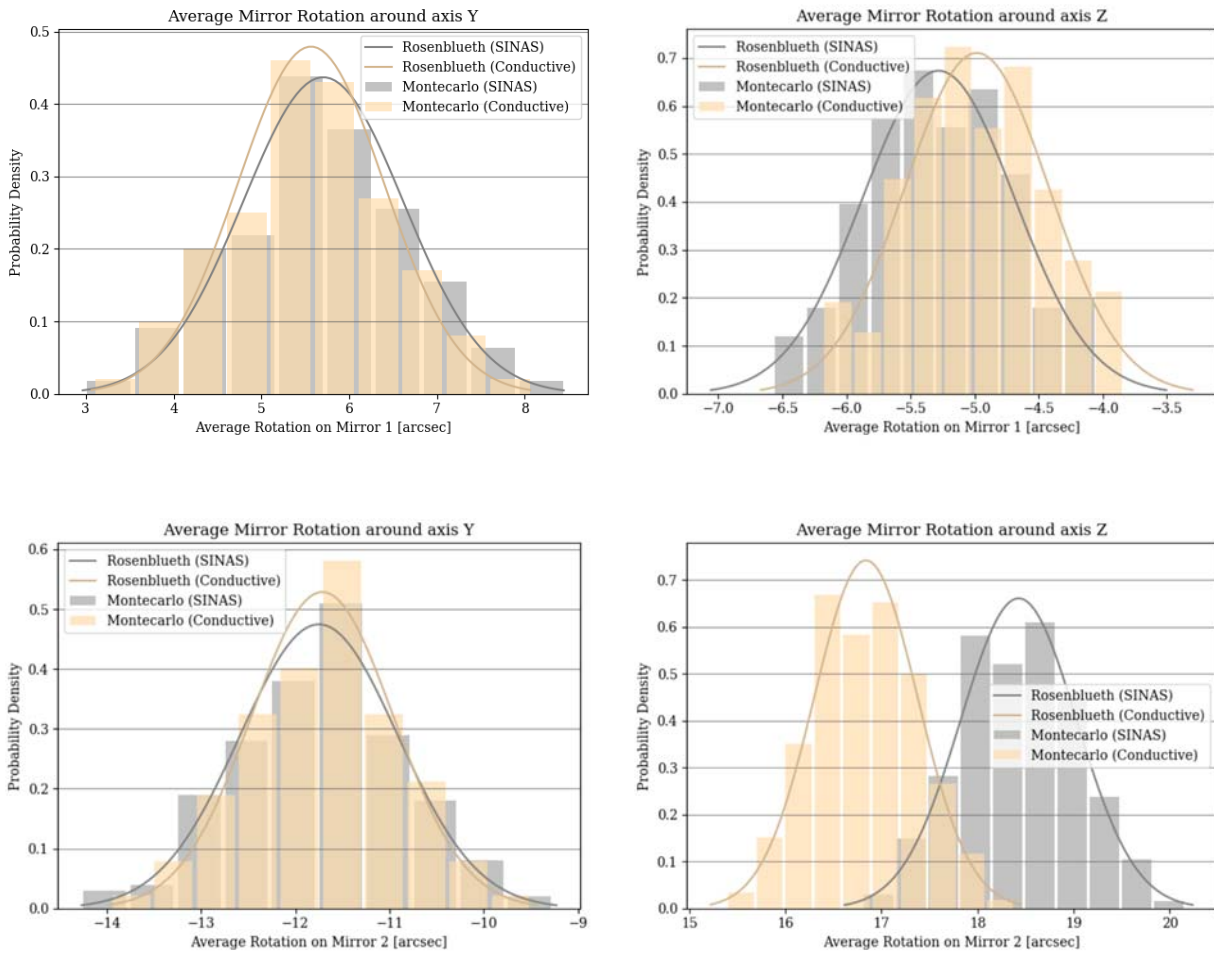 Average Mirror Rotation around axis Y
Rosenblueth (SINAS)
Rosenblueth (Conductive)
Montecarlo (SINAS)
Montecarlo (Conductive)
Probability Density
0.5
0.4
0.3
0.2
0.1
0.0
3 4 5 6 7 8
Average Rotation on Mirror 1 [arcsec]
Average Mirror Rotation around axis Z
Rosenblueth (SINAS)
Rosenblueth (Conductive)
Montecarlo (SINAS)
Montecarlo (Conductive)
Probability Density
0.7
0.6
0.5
0.4
0.3
0.2
0.1
0.0
−7.0 −6.5 −6.0 −5.5 −5.0 −4.5 −4.0 −3.5
Average Rotation on Mirror 1 [arcsec]
Average Mirror Rotation around axis Y
Rosenblueth (SINAS)
Rosenblueth (Conductive)
Montecarlo (SINAS)
Montecarlo (Conductive)
Probability Density
0.6
0.5
0.4
0.3
0.2
0.1
0.0
−14 −13 −12 −11 −10 −9
Average Rotation on Mirror 2 [arcsec]
Average Mirror Rotation around axis Z
Rosenblueth (SINAS)
Rosenblueth (Conductive)
Montecarlo (SINAS)
Montecarlo (Conductive)
Probability Density
0.7
0.6
0.5
0.4
0.3
0.2
0.1
0.0
15 16 17 18 19 20
Average Rotation on Mirror 2 [arcsec]